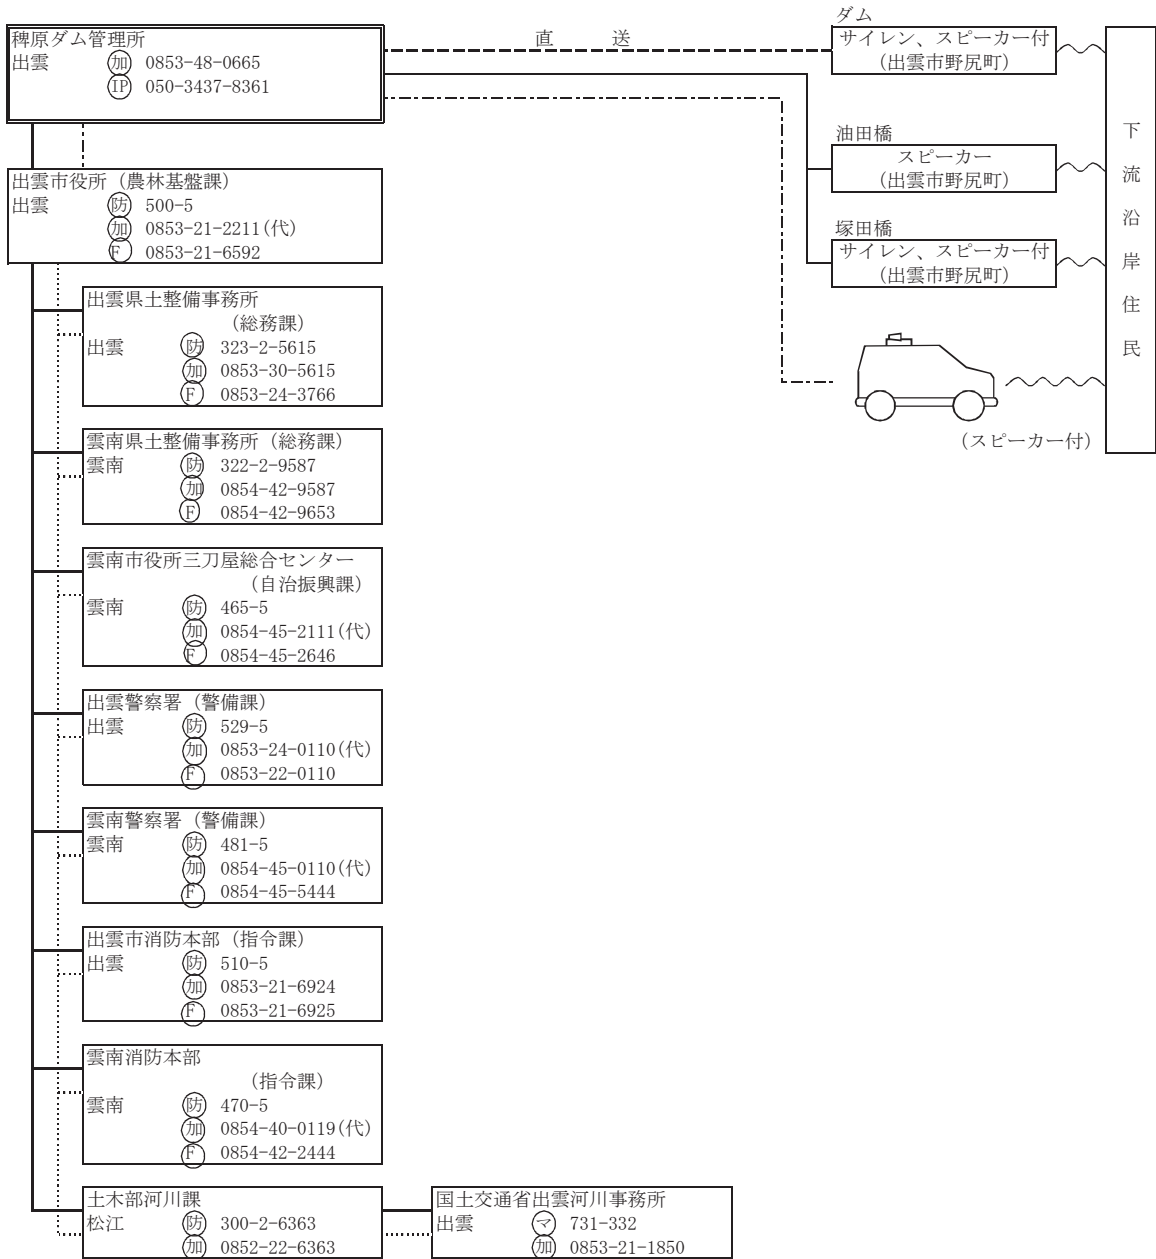 稗原ダム管理所
出雲 加 0853-48-0665
IP 050-3437-8361
直 送
ダム
サイレン、スピーカー付
(出雲市野尻町)
油田橋
スピーカー
(出雲市野尻町)
塚田橋
サイレン、スピーカー付
(出雲市野尻町)
(スピーカー付)
下流沿岸住民
出雲市役所(農林基盤課)
出雲 防 500-5
加 0853-21-2211(代)
F 0853-21-6592
出雲県土整備事務所
(総務課)
出雲 防 323-2-5615
加 0853-30-5615
F 0853-24-3766
雲南県土整備事務所(総務課)
雲南 防 322-2-9587
加 0854-42-9587
F 0854-42-9653
雲南市役所三刀屋総合センター
(自治振興課)
雲南 防 465-5
加 0854-45-2111(代)
F 0854-45-2646
出雲警察署(警備課)
出雲 防 529-5
加 0853-24-0110(代)
F 0853-22-0110
雲南警察署(警備課)
雲南 防 481-5
加 0854-45-0110(代)
F 0854-45-5444
出雲市消防本部(指令課)
出雲 防 510-5
加 0853-21-6924
F 0853-21-6925
雲南消防本部
(指令課)
雲南 防 470-5
加 0854-40-0119(代)
F 0854-42-2444
土木部河川課
松江 防 300-2-6363
加 0852-22-6363
国土交通省出雲河川事務所
出雲 マ 731-332
加 0853-21-1850